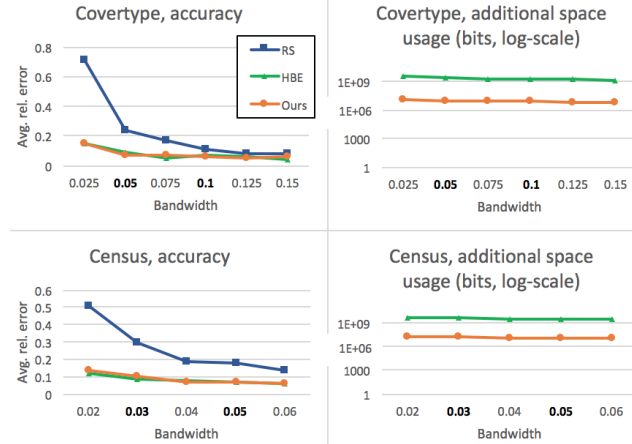 Covertype, accuracy
0.8
0.6
0.4
0.2
0
Avg. rel. error
RS
HBE
Ours
0.025 0.05 0.075 0.1 0.125 0.15
Bandwidth
Covertype, additional space
usage (bits, log-scale)
1E+09
1E+06
1000
1
0.025 0.05 0.075 0.1 0.125 0.15
Bandwidth
Census, accuracy
0.6
0.5
0.4
0.3
0.2
0.1
0
Avg. rel. error
0.02 0.03 0.04 0.05 0.06
Bandwidth
Census, additional space
usage (bits, log-scale)
1E+09
1E+06
1000
1
0.02 0.03 0.04 0.05 0.06
Bandwidth